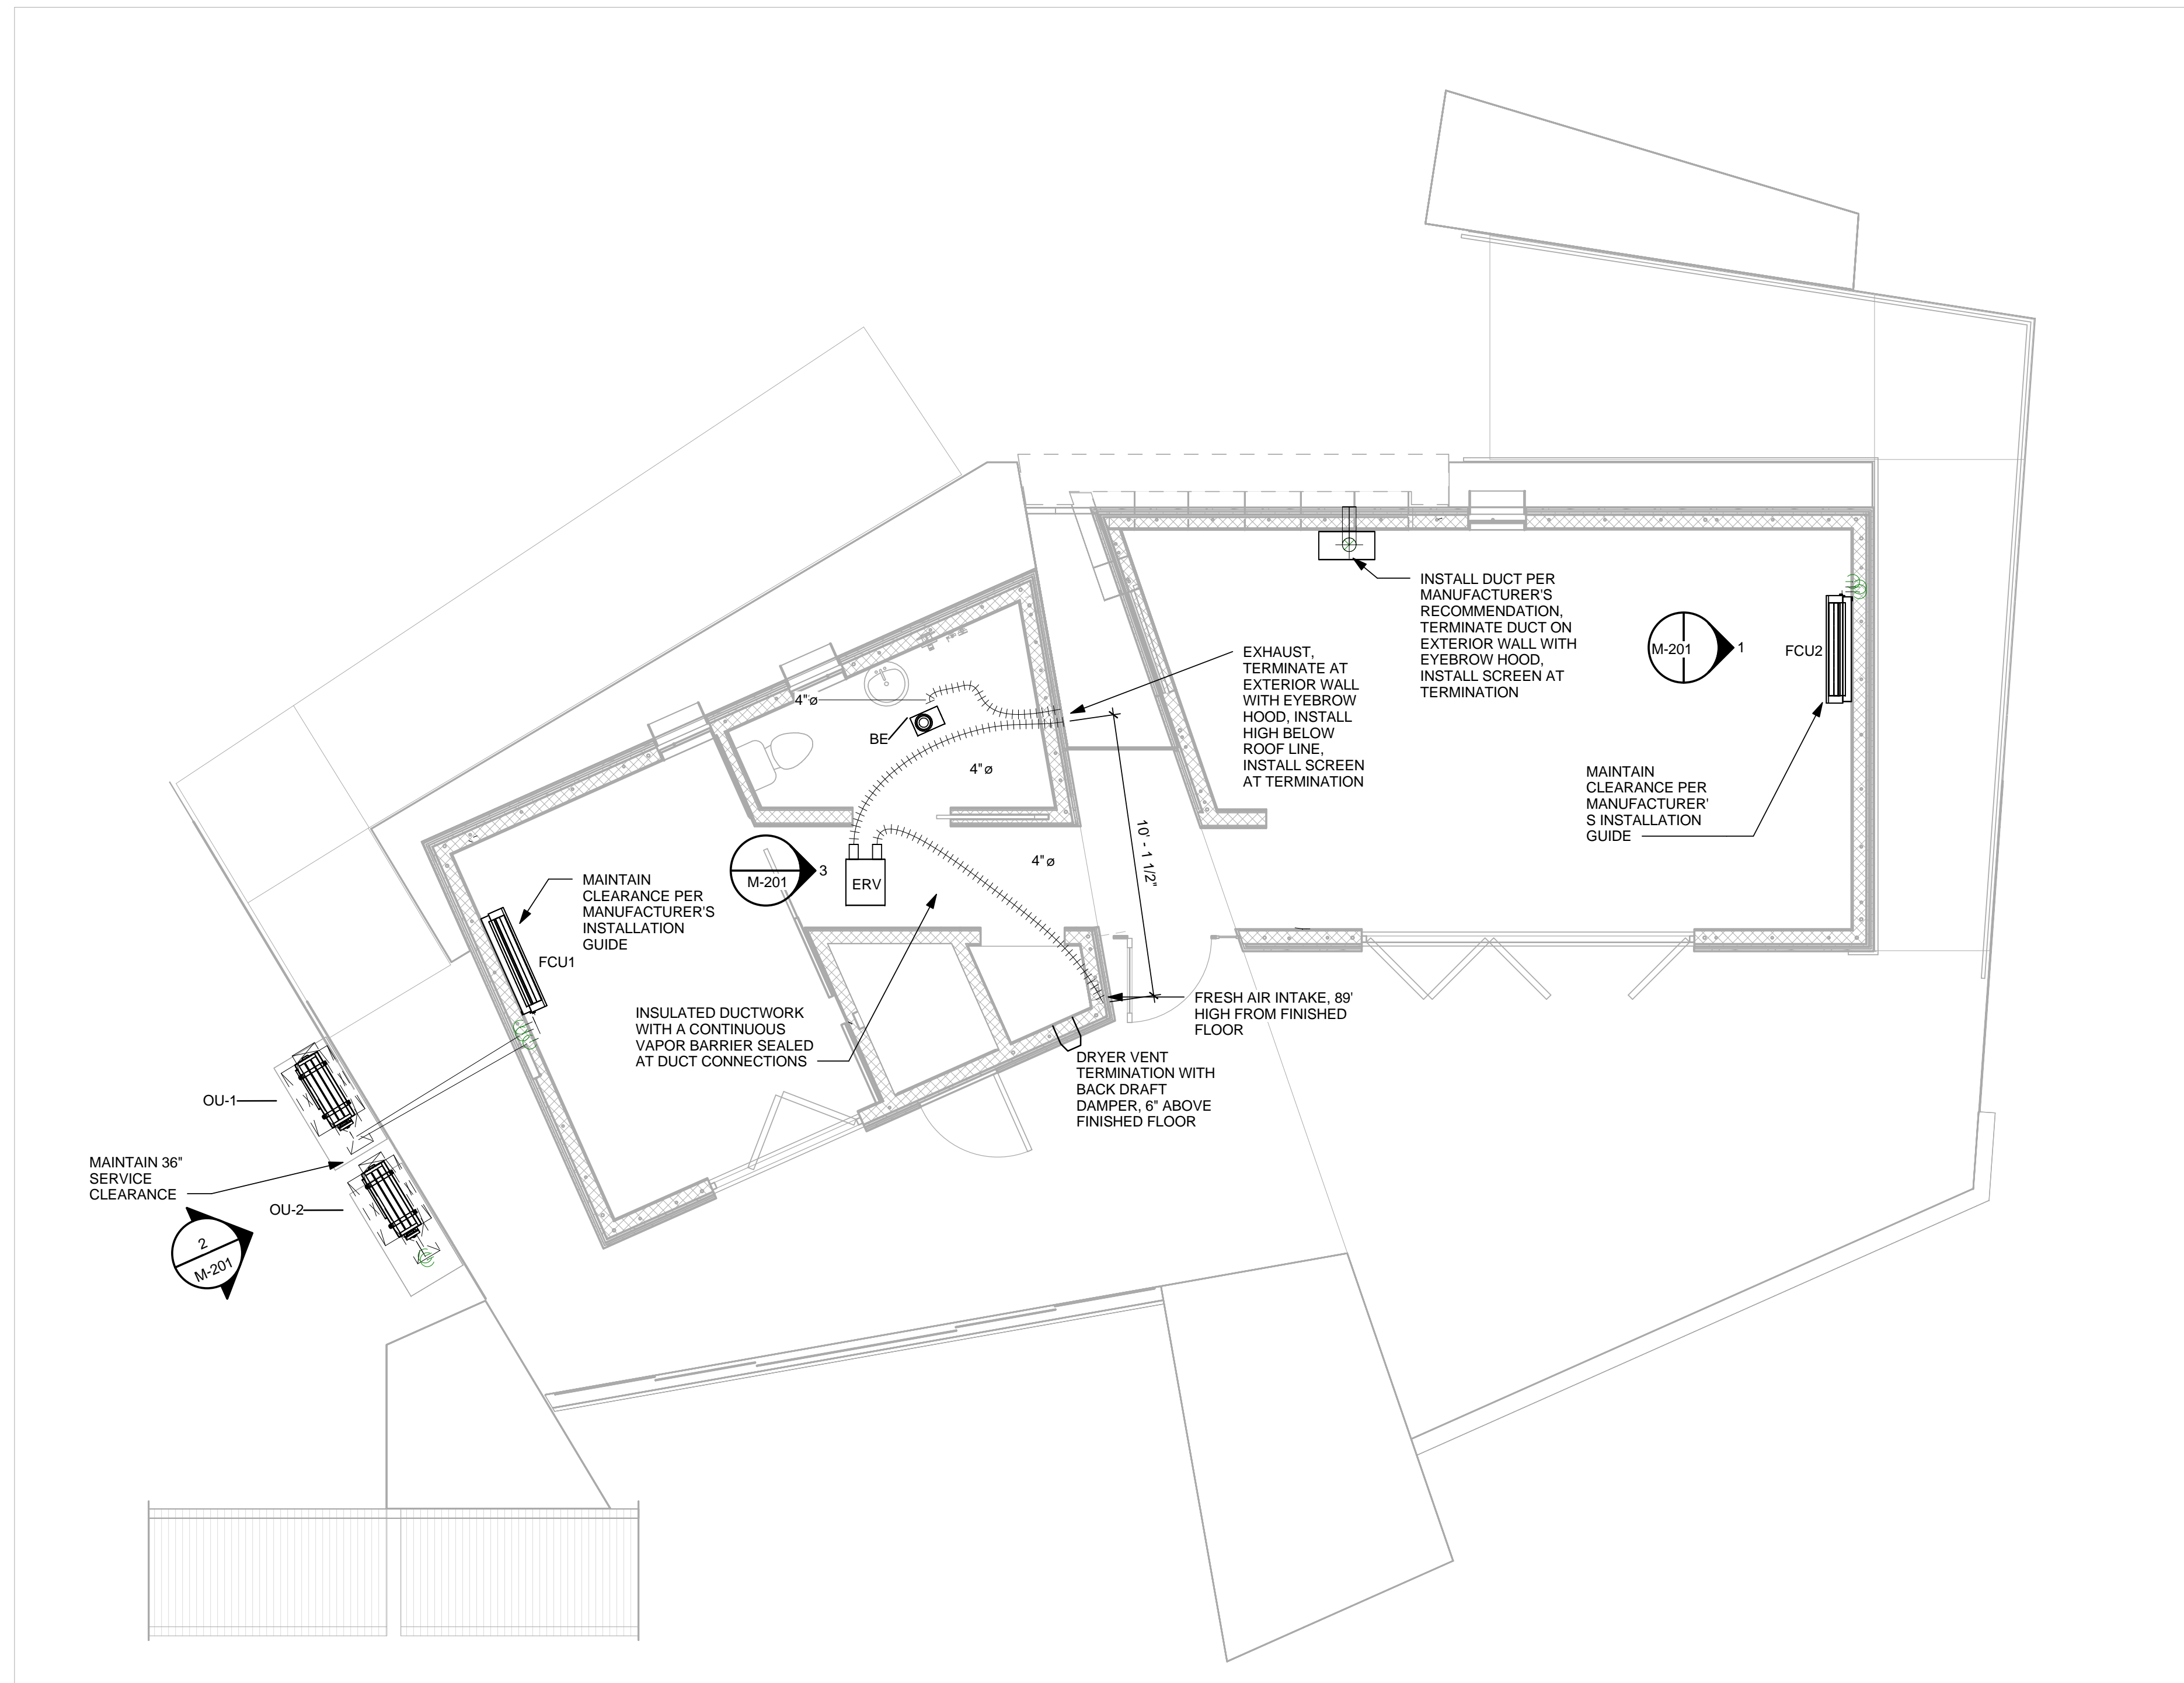 INSTALL DUCT PER
MANUFACTURER'S
RECOMMENDATION,
TERMINATE DUCT ON
EXTERIOR WALL WITH
EYEBROW HOOD,
INSTALL SCREEN AT
TERMINATION
M-201
1
FCU2
EXHAUST,
TERMINATE AT
EXTERIOR WALL
WITH EYEBROW
HOOD, INSTALL
HIGH BELOW
ROOF LINE,
INSTALL SCREEN
AT TERMINATION
4"ø
BE
4"ø
MAINTAIN
CLEARANCE PER
MANUFACTURER'
S INSTALLATION
GUIDE
10' - 1 1/2"
4"ø
M-201
3
ERV
MAINTAIN
CLEARANCE PER
MANUFACTURER'S
INSTALLATION
GUIDE
FCU1
INSULATED DUCTWORK
WITH A CONTINUOUS
VAPOR BARRIER SEALED
AT DUCT CONNECTIONS
FRESH AIR INTAKE, 89'
HIGH FROM FINISHED
FLOOR
DRYER VENT
TERMINATION WITH
BACK DRAFT
DAMPER, 6" ABOVE
FINISHED FLOOR
OU-1
MAINTAIN 36"
SERVICE
CLEARANCE
OU-2
2
M-201